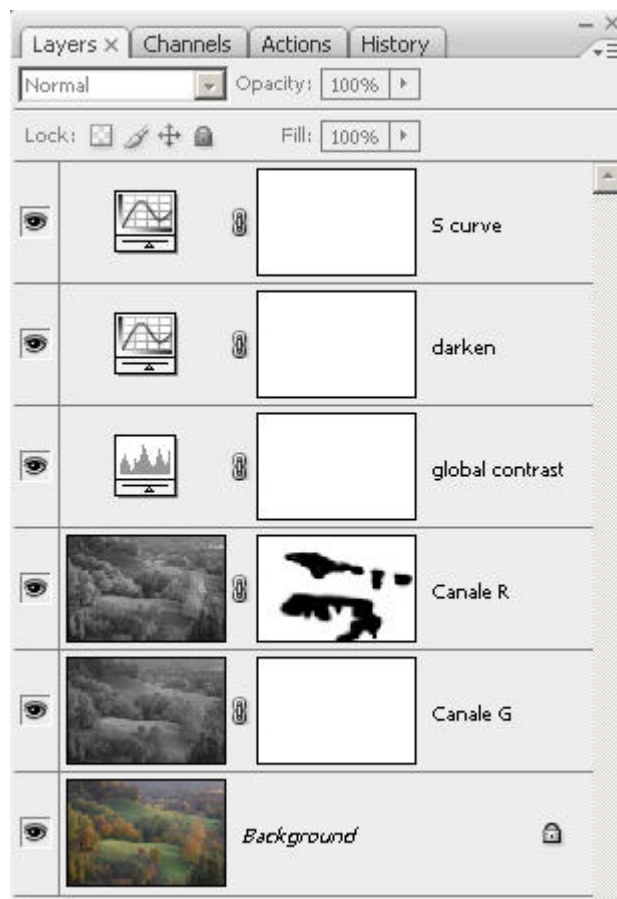 Layers Channels Actions History
Normal Opacity: 100%
Lock: Fill: 100%
S curve
darken
global contrast
Canale R
Canale G
Background